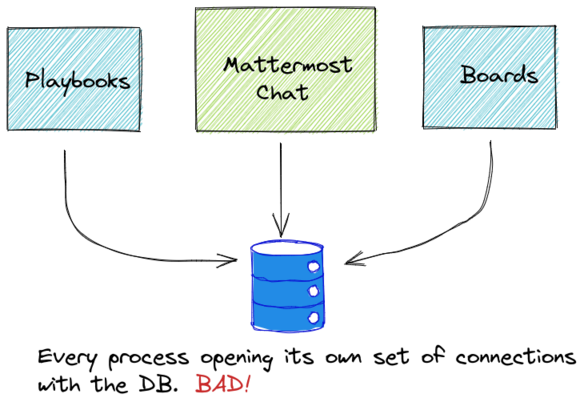 Playbooks
Mattermost
Chat
Boards
Every process opening its own set of connections
with the DB. BAD!